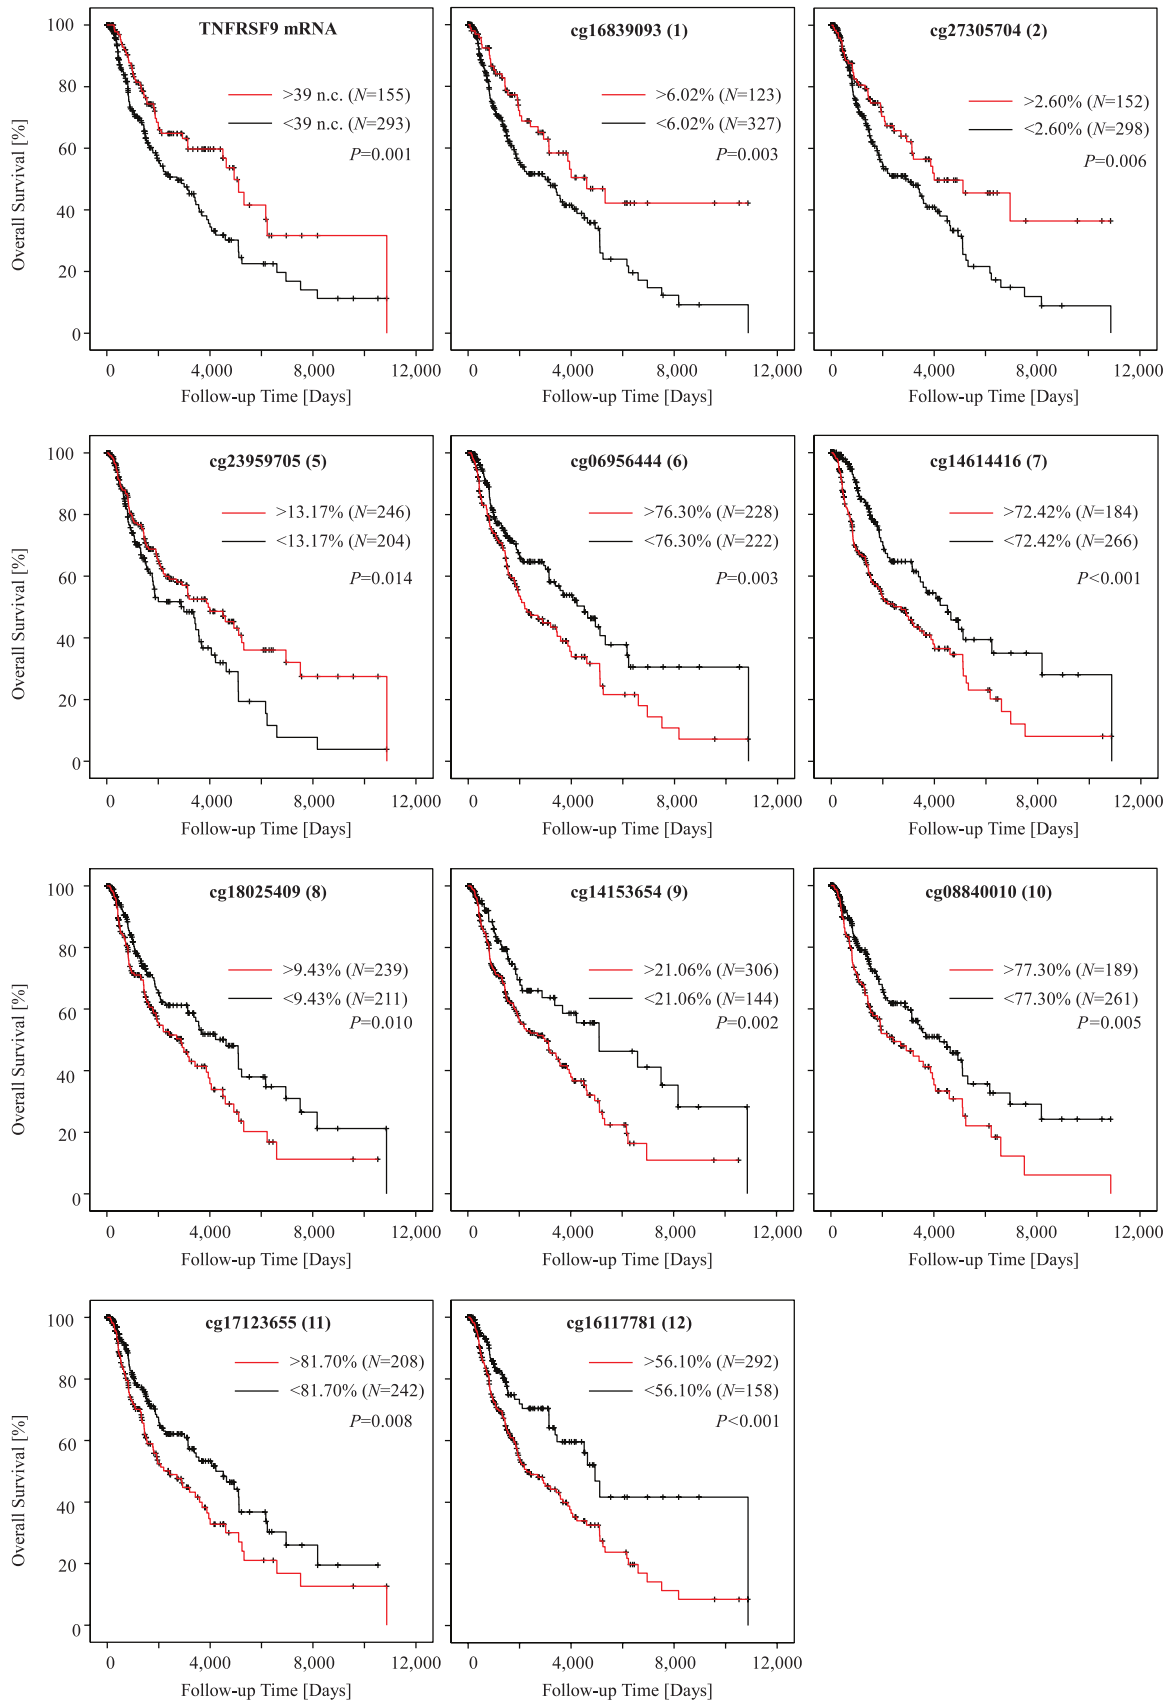 TNFRSF9 mRNA
>39 n.c. (N=155)
<39 n.c. (N=293)
P=0.001
Overall Survival [%]
100
80
60
40
20
0
0 4,000 8,000 12,000
Follow-up Time [Days]
cg16839093 (1)
>6.02% (N=123)
<6.02% (N=327)
P=0.003
0 4,000 8,000 12,000
Follow-up Time [Days]
cg27305704 (2)
>2.60% (N=152)
<2.60% (N=298)
P=0.006
0 4,000 8,000 12,000
Follow-up Time [Days]
cg23959705 (5)
>13.17% (N=246)
<13.17% (N=204)
P=0.014
Overall Survival [%]
100
80
60
40
20
0
0 4,000 8,000 12,000
Follow-up Time [Days]
cg06956444 (6)
>76.30% (N=228)
<76.30% (N=222)
P=0.003
0 4,000 8,000 12,000
Follow-up Time [Days]
cg14614416 (7)
>72.42% (N=184)
<72.42% (N=266)
P<0.001
0 4,000 8,000 12,000
Follow-up Time [Days]
cg18025409 (8)
>9.43% (N=239)
<9.43% (N=211)
P=0.010
Overall Survival [%]
100
80
60
40
20
0
0 4,000 8,000 12,000
Follow-up Time [Days]
cg14153654 (9)
>21.06% (N=306)
<21.06% (N=144)
P=0.002
0 4,000 8,000 12,000
Follow-up Time [Days]
cg08840010 (10)
>77.30% (N=189)
<77.30% (N=261)
P=0.005
0 4,000 8,000 12,000
Follow-up Time [Days]
cg17123655 (11)
>81.70% (N=208)
<81.70% (N=242)
P=0.008
Overall Survival [%]
100
80
60
40
20
0
0 4,000 8,000 12,000
Follow-up Time [Days]
cg16117781 (12)
>56.10% (N=292)
<56.10% (N=158)
P<0.001
0 4,000 8,000 12,000
Follow-up Time [Days]